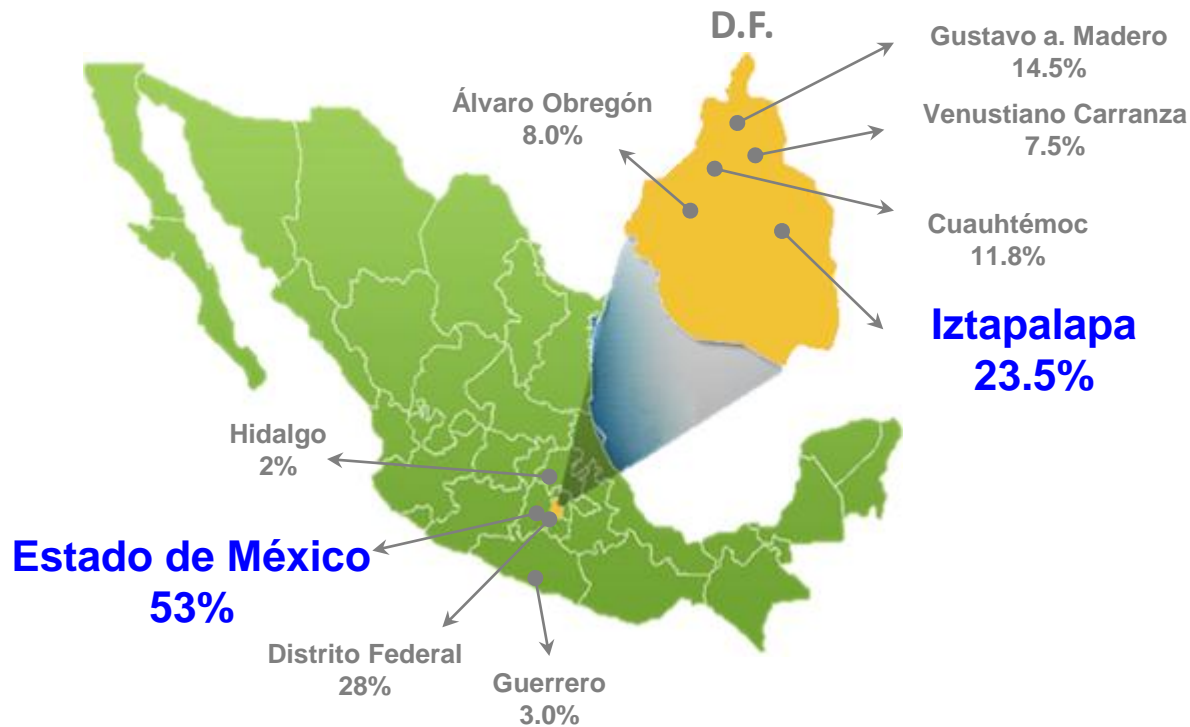 D.F.
Gustavo a. Madero
14.5%
Álvaro Obregón
8.0%
Venustiano Carranza
7.5%
Cuauhtémoc
11.8%
Iztapalapa
23.5%
Hidalgo
2%
Estado de México
53%
Distrito Federal
28%
Guerrero
3.0%